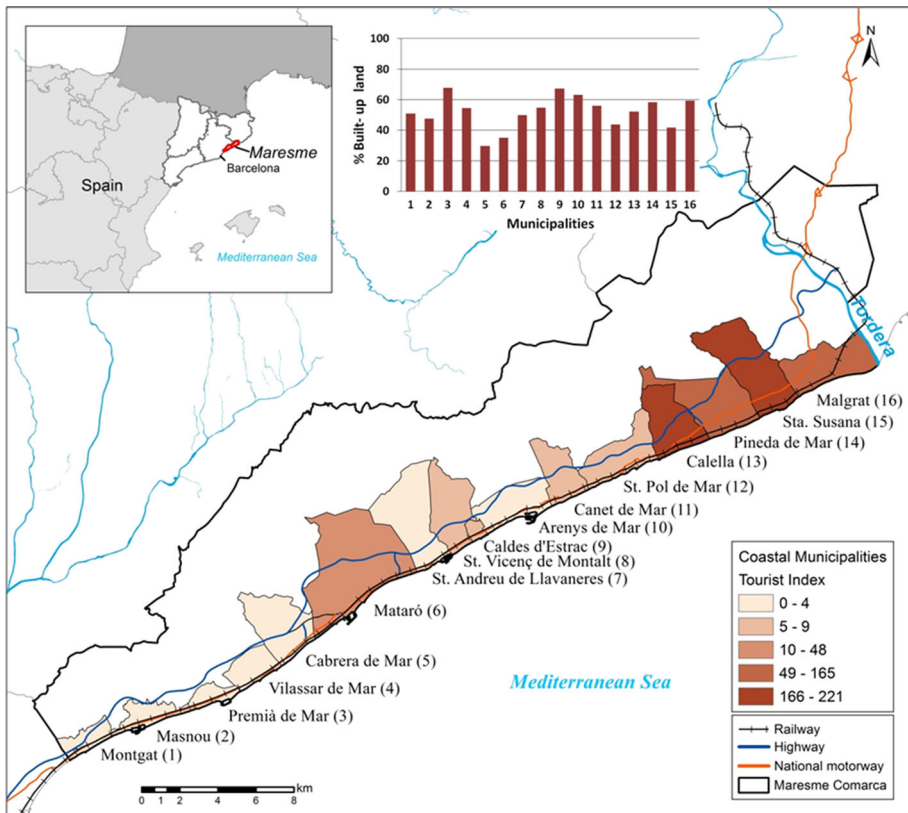 Maresme
Barcelona
Spain
Mediterranean Sea
% Built- up land
100
80
60
40
20
0
1 2 3 4 5 6 7 8 9 10 11 12 13 14 15 16
Municipalities
N
Tordera
Malgrat (16)
Sta. Susana (15)
Pineda de Mar (14)
Calella (13)
St. Pol de Mar (12)
Canet de Mar (11)
Arenys de Mar (10)
Caldes d'Estrac (9)
St. Vicenç de Montalt (8)
St. Andreu de Llavaneres (7)
Mataró (6)
Cabrera de Mar (5)
Vilassar de Mar (4)
Premià de Mar (3)
Masnou (2)
Montgat (1)
Mediterranean Sea
Coastal Municipalities
Tourist Index
0 - 4
5 - 9
10 - 48
49 - 165
166 - 221
Railway
Highway
National motorway
Maresme Comarca
km
0 1 2 4 6 8